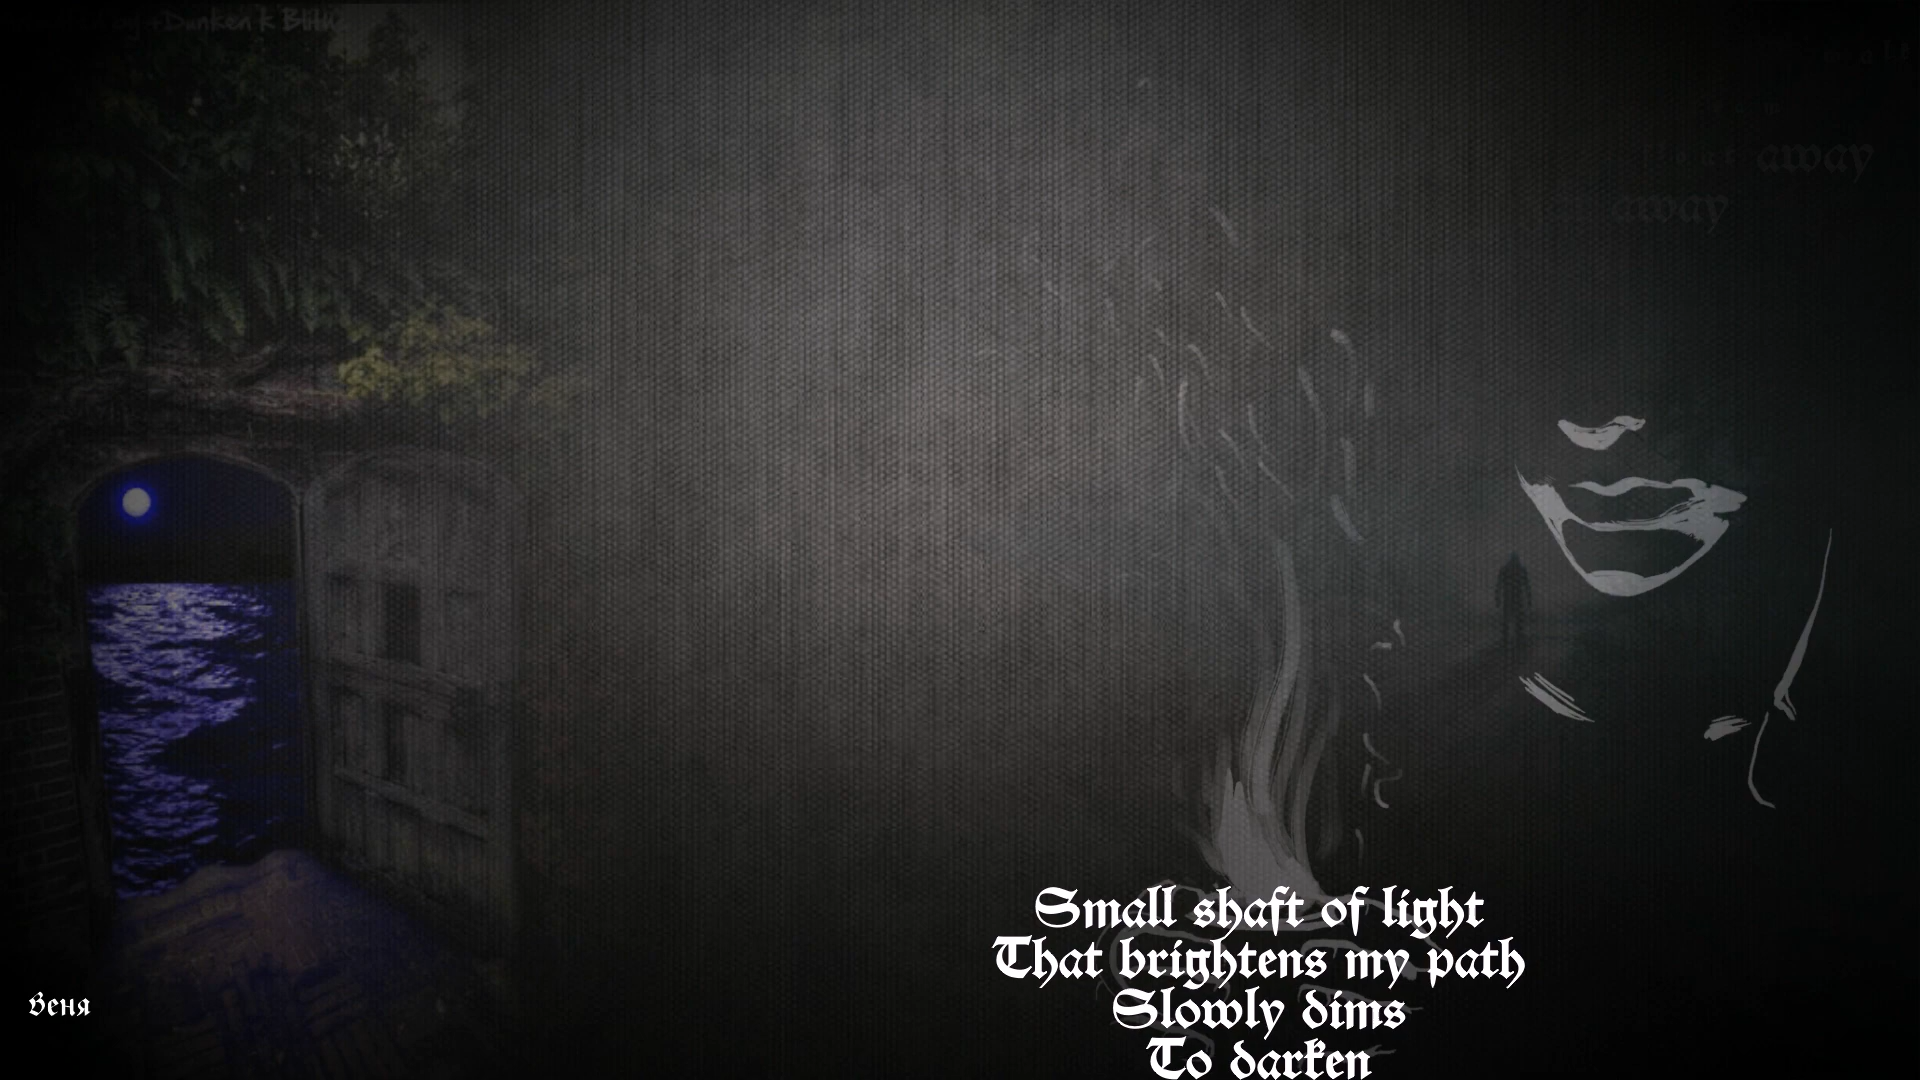 away
away
Small shaft of light
That brightens my path
Slowly dims
To darken
Веня